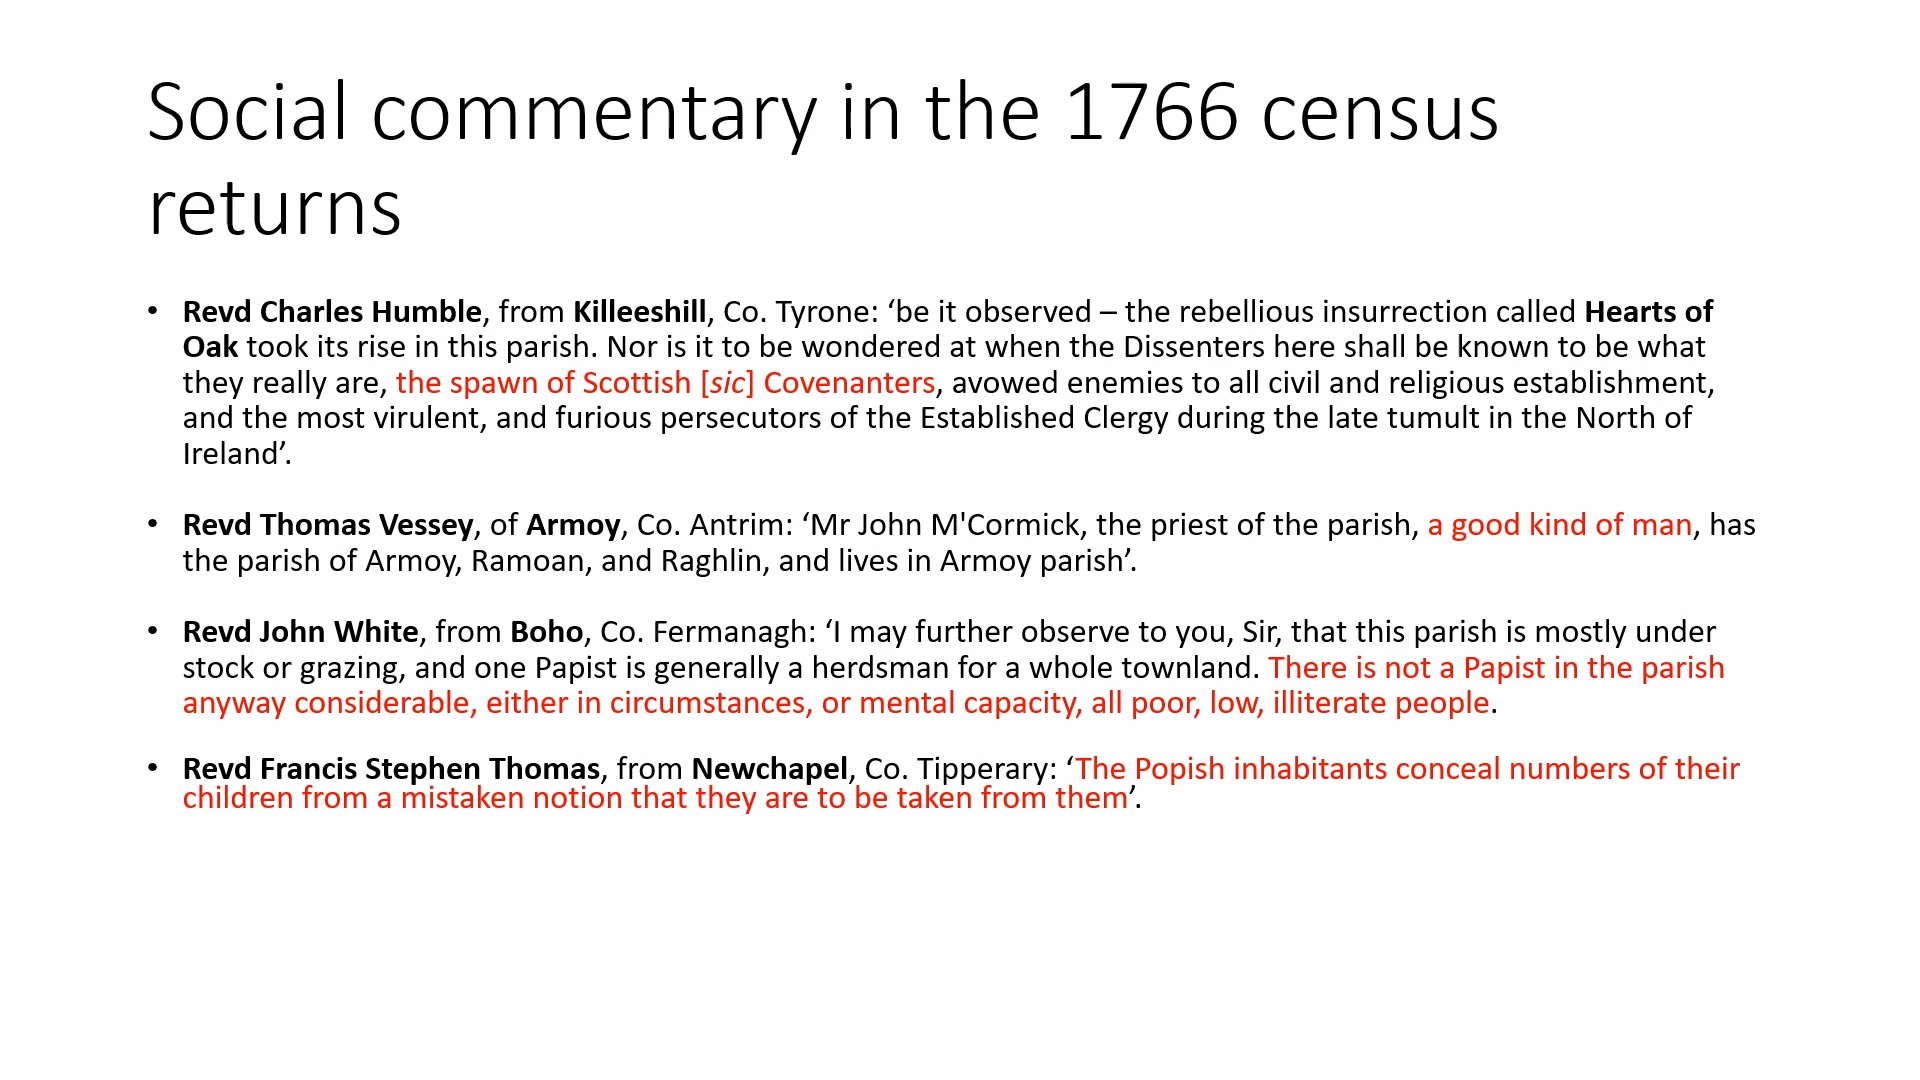 Social commentary in the 1766 census
returns
• Revd Charles Humble, from Killeeshill, Co. Tyrone: ‘be it observed – the rebellious insurrection called Hearts of
Oak took its rise in this parish. Nor is it to be wondered at when the Dissenters here shall be known to be what
they really are, the spawn of Scottish [sic] Covenanters, avowed enemies to all civil and religious establishment,
and the most virulent, and furious persecutors of the Established Clergy during the late tumult in the North of
Ireland’.
• Revd Thomas Vessey, of Armoy, Co. Antrim: ‘Mr John M'Cormick, the priest of the parish, a good kind of man, has
the parish of Armoy, Ramoan, and Raghlin, and lives in Armoy parish’.
• Revd John White, from Boho, Co. Fermanagh: ‘I may further observe to you, Sir, that this parish is mostly under
stock or grazing, and one Papist is generally a herdsman for a whole townland. There is not a Papist in the parish
anyway considerable, either in circumstances, or mental capacity, all poor, low, illiterate people.
• Revd Francis Stephen Thomas, from Newchapel, Co. Tipperary: ‘The Popish inhabitants conceal numbers of their
children from a mistaken notion that they are to be taken from them’.